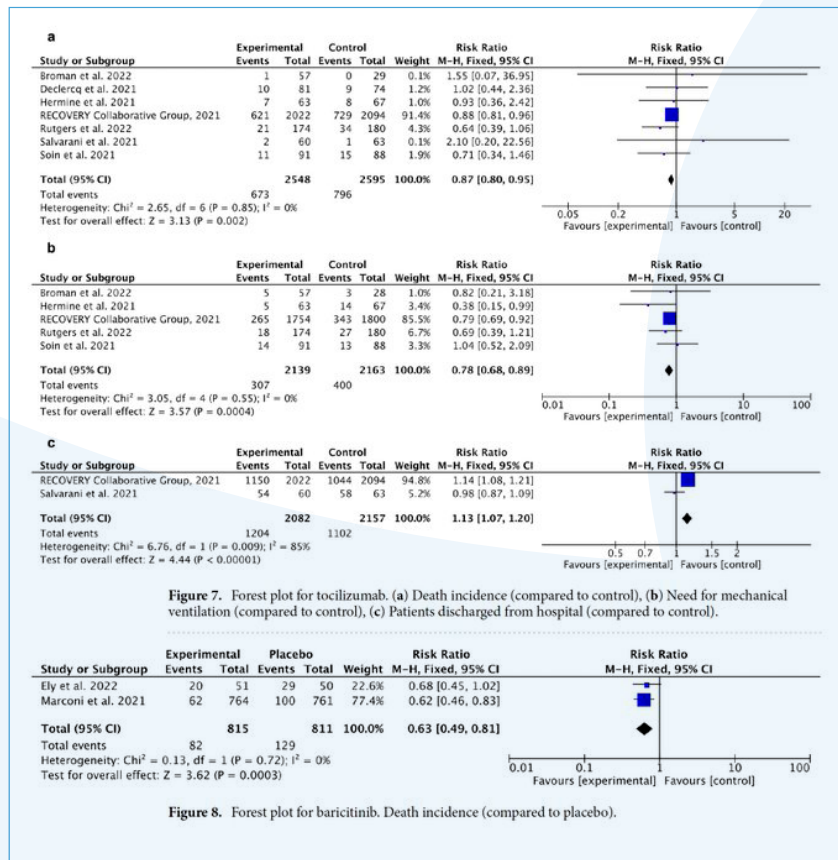 a
Experimental Control Risk Ratio Risk Ratio
Study or Subgroup Events Total Events Total Weight M-H, Fixed, 95% CI M-H, Fixed, 95% CI
Broman et al. 2022 1 57 0 29 0.1% 1.55 [0.07, 36.95]
Declercq et al. 2021 10 81 9 74 1.2% 1.02 [0.44, 2.36]
Hermine et al. 2021 7 63 8 67 1.0% 0.93 [0.36, 2.42]
RECOVERY Collaborative Group, 2021 621 2022 729 2094 91.4% 0.88 [0.81, 0.96]
Rutgers et al. 2022 21 174 34 180 4.3% 0.64 [0.39, 1.06]
Salvarani et al. 2021 2 60 1 63 0.1% 2.10 [0.20, 22.56]
Soin et al. 2021 11 91 15 88 1.9% 0.71 [0.34, 1.46]
Total (95% CI) 2548 2595 100.0% 0.87 [0.80, 0.95]
Total events 673 796
Heterogeneity: Chi² = 2.65, df = 6 (P = 0.85); I² = 0%
Test for overall effect: Z = 3.13 (P = 0.002)
0.05 0.2 1 5 20
Favours [experimental] Favours [control]
b
Experimental Control Risk Ratio Risk Ratio
Study or Subgroup Events Total Events Total Weight M-H, Fixed, 95% CI M-H, Fixed, 95% CI
Broman et al. 2022 5 57 3 28 1.0% 0.82 [0.21, 3.18]
Hermine et al. 2021 5 63 14 67 3.4% 0.38 [0.15, 0.99]
RECOVERY Collaborative Group, 2021 265 1754 343 1800 85.5% 0.79 [0.69, 0.92]
Rutgers et al. 2022 18 174 27 180 6.7% 0.69 [0.39, 1.21]
Soin et al. 2021 14 91 13 88 3.3% 1.04 [0.52, 2.09]
Total (95% CI) 2139 2163 100.0% 0.78 [0.68, 0.89]
Total events 307 400
Heterogeneity: Chi² = 3.05, df = 4 (P = 0.55); I² = 0%
Test for overall effect: Z = 3.57 (P = 0.0004)
0.01 0.1 1 10 100
Favours [experimental] Favours [control]
c
Experimental Control Risk Ratio Risk Ratio
Study or Subgroup Events Total Events Total Weight M-H, Fixed, 95% CI M-H, Fixed, 95% CI
RECOVERY Collaborative Group, 2021 1150 2022 1044 2094 94.8% 1.14 [1.08, 1.21]
Salvarani et al. 2021 54 60 58 63 5.2% 0.98 [0.87, 1.09]
Total (95% CI) 2082 2157 100.0% 1.13 [1.07, 1.20]
Total events 1204 1102
Heterogeneity: Chi² = 6.76, df = 1 (P = 0.009); I² = 85%
Test for overall effect: Z = 4.44 (P < 0.00001)
0.5 0.7 1 1.5 2
Favours [experimental] Favours [control]
Figure 7. Forest plot for tocilizumab. (a) Death incidence (compared to control), (b) Need for mechanical
ventilation (compared to control), (c) Patients discharged from hospital (compared to control).
Experimental Placebo Risk Ratio Risk Ratio
Study or Subgroup Events Total Events Total Weight M-H, Fixed, 95% CI M-H, Fixed, 95% CI
Ely et al. 2022 20 51 29 50 22.6% 0.68 [0.45, 1.02]
Marconi et al. 2021 62 764 100 761 77.4% 0.62 [0.46, 0.83]
Total (95% CI) 815 811 100.0% 0.63 [0.49, 0.81]
Total events 82 129
Heterogeneity: Chi² = 0.13, df = 1 (P = 0.72); I² = 0%
Test for overall effect: Z = 3.62 (P = 0.0003)
0.01 0.1 1 10 100
Favours [experimental] Favours [control]
Figure 8. Forest plot for baricitinib. Death incidence (compared to placebo).